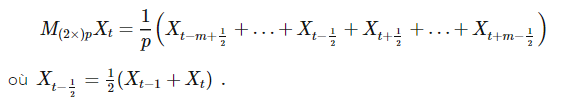 $M_{(2\times)p}X_t = \frac{1}{p}\left(X_{t-m+\frac{1}{2}} + \ldots + X_{t-\frac{1}{2}} + X_{t+\frac{1}{2}} + \ldots + X_{t+m-\frac{1}{2}}\right)$
où $X_{t-\frac{1}{2}} = \frac{1}{2}(X_{t-1} + X_t)$ .